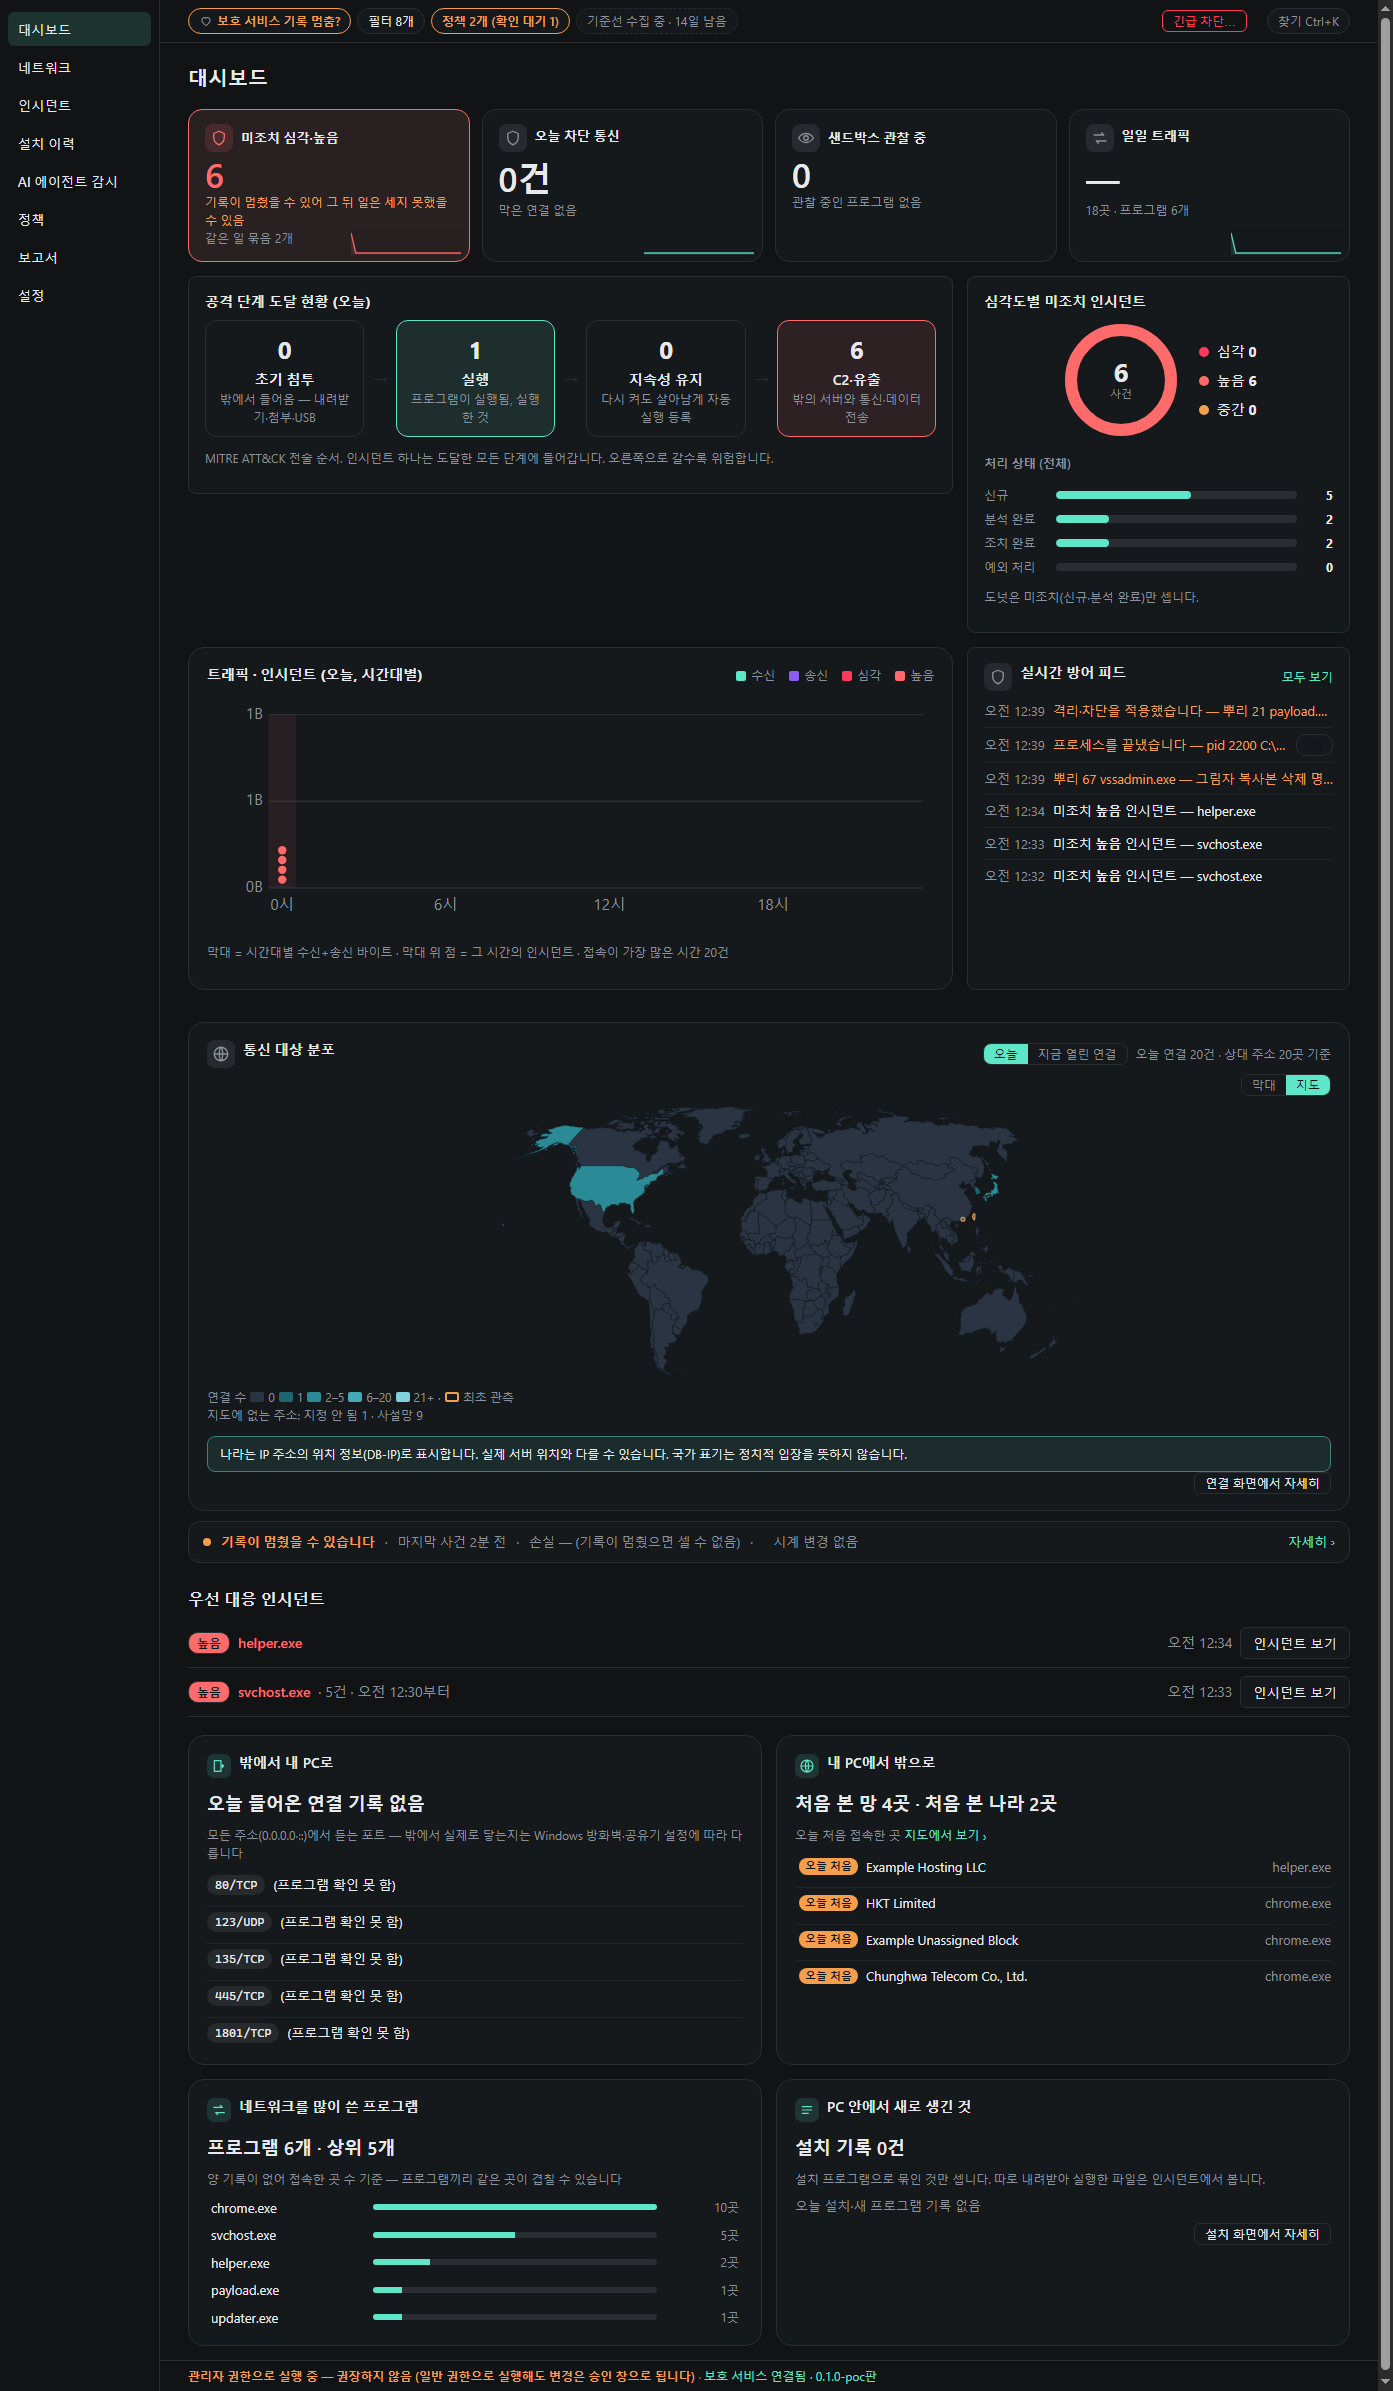 대시보드
네트워크
인시던트
설치 이력
AI 에이전트 감시
정책
보고서
설정
보호 서비스 기록 멈춤?
필터 8개
정책 2개 (확인 대기 1)
기준선 수집 중 · 14일 남음
긴급 차단...
찾기 Ctrl+K
대시보드
미조치 심각·높음
6
기록이 멈췄을 수 있어 그 뒤 일은 세지 못했을
수 있음
같은 일 묶음 2개
오늘 차단 통신
0건
막은 연결 없음
샌드박스 관찰 중
0
관찰 중인 프로그램 없음
일일 트래픽
—
18곳 · 프로그램 6개
공격 단계 도달 현황 (오늘)
0
초기 침투
밖에서 들어옴 — 내려받
기·첨부·USB
→
1
실행
프로그램이 실행됨, 실행
한 것
→
0
지속성 유지
다시 켜도 살아남게 자동
실행 등록
→
6
C2·유출
밖의 서버와 통신·데이터
전송
MITRE ATT&CK 전술 순서. 인시던트 하나는 도달한 모든 단계에 들어갑니다. 오른쪽으로 갈수록 위험합니다.
심각도별 미조치 인시던트
6
사건
심각 0
높음 6
중간 0
처리 상태 (전체)
신규 5
분석 완료 2
조치 완료 2
예외 처리 0
도넛은 미조치(신규·분석 완료)만 셉니다.
트래픽 · 인시던트 (오늘, 시간대별)
수신 송신 심각 높음
1B
1B
0B
0시 6시 12시 18시
막대 = 시간대별 수신+송신 바이트 · 막대 위 점 = 그 시간의 인시던트 · 접속이 가장 많은 시간 20건
실시간 방어 피드
모두 보기
오전 12:39 격리·차단을 적용했습니다 — 뿌리 21 payload....
오전 12:39 프로세스를 끝냈습니다 — pid 2200 C:\...
오전 12:39 뿌리 67 vssadmin.exe — 그림자 복사본 삭제 명...
오전 12:34 미조치 높음 인시던트 — helper.exe
오전 12:33 미조치 높음 인시던트 — svchost.exe
오전 12:32 미조치 높음 인시던트 — svchost.exe
통신 대상 분포
오늘 지금 열린 연결 오늘 연결 20건 · 상대 주소 20곳 기준
막대 지도
연결 수 0 1 2–5 6–20 21+ · 최초 관측
지도에 없는 주소: 지정 안 됨 1 · 사설망 9
나라는 IP 주소의 위치 정보(DB-IP)로 표시합니다. 실제 서버 위치와 다를 수 있습니다. 국가 표기는 정치적 입장을 뜻하지 않습니다.
연결 화면에서 자세히
기록이 멈췄을 수 있습니다 · 마지막 사건 2분 전 · 손실 — (기록이 멈췄으면 셀 수 없음) · 시계 변경 없음
자세히 ›
우선 대응 인시던트
높음 helper.exe 오전 12:34 인시던트 보기
높음 svchost.exe · 5건 · 오전 12:30부터 오전 12:33 인시던트 보기
밖에서 내 PC로
오늘 들어온 연결 기록 없음
모든 주소(0.0.0.0·::)에서 듣는 포트 — 밖에서 실제로 닿는지는 Windows 방화벽·공유기 설정에 따라 다
릅니다
80/TCP (프로그램 확인 못 함)
123/UDP (프로그램 확인 못 함)
135/TCP (프로그램 확인 못 함)
445/TCP (프로그램 확인 못 함)
1801/TCP (프로그램 확인 못 함)
내 PC에서 밖으로
처음 본 망 4곳 · 처음 본 나라 2곳
오늘 처음 접속한 곳 지도에서 보기 ›
오늘 처음 Example Hosting LLC helper.exe
오늘 처음 HKT Limited chrome.exe
오늘 처음 Example Unassigned Block chrome.exe
오늘 처음 Chunghwa Telecom Co., Ltd. chrome.exe
네트워크를 많이 쓴 프로그램
프로그램 6개 · 상위 5개
양 기록이 없어 접속한 곳 수 기준 — 프로그램끼리 같은 곳이 겹칠 수 있습니다
chrome.exe 10곳
svchost.exe 5곳
helper.exe 2곳
payload.exe 1곳
updater.exe 1곳
PC 안에서 새로 생긴 것
설치 기록 0건
설치 프로그램으로 묶인 것만 셉니다. 따로 내려받아 실행한 파일은 인시던트에서 봅니다.
오늘 설치·새 프로그램 기록 없음
설치 화면에서 자세히
관리자 권한으로 실행 중 — 권장하지 않음 (일반 권한으로 실행해도 변경은 승인 창으로 됩니다) · 보호 서비스 연결됨 · 0.1.0-poc판